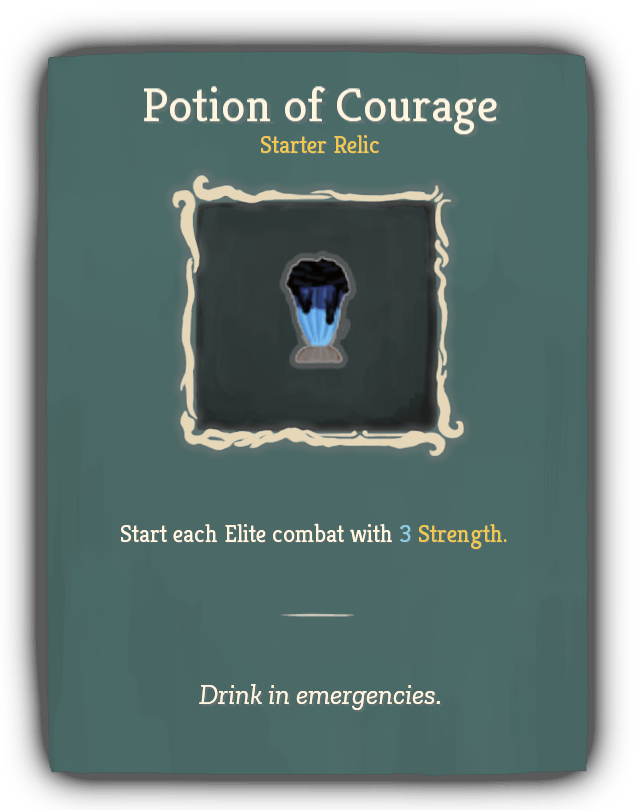 Potion of Courage
Starter Relic
Start each Elite combat with 3 Strength.
Drink in emergencies.